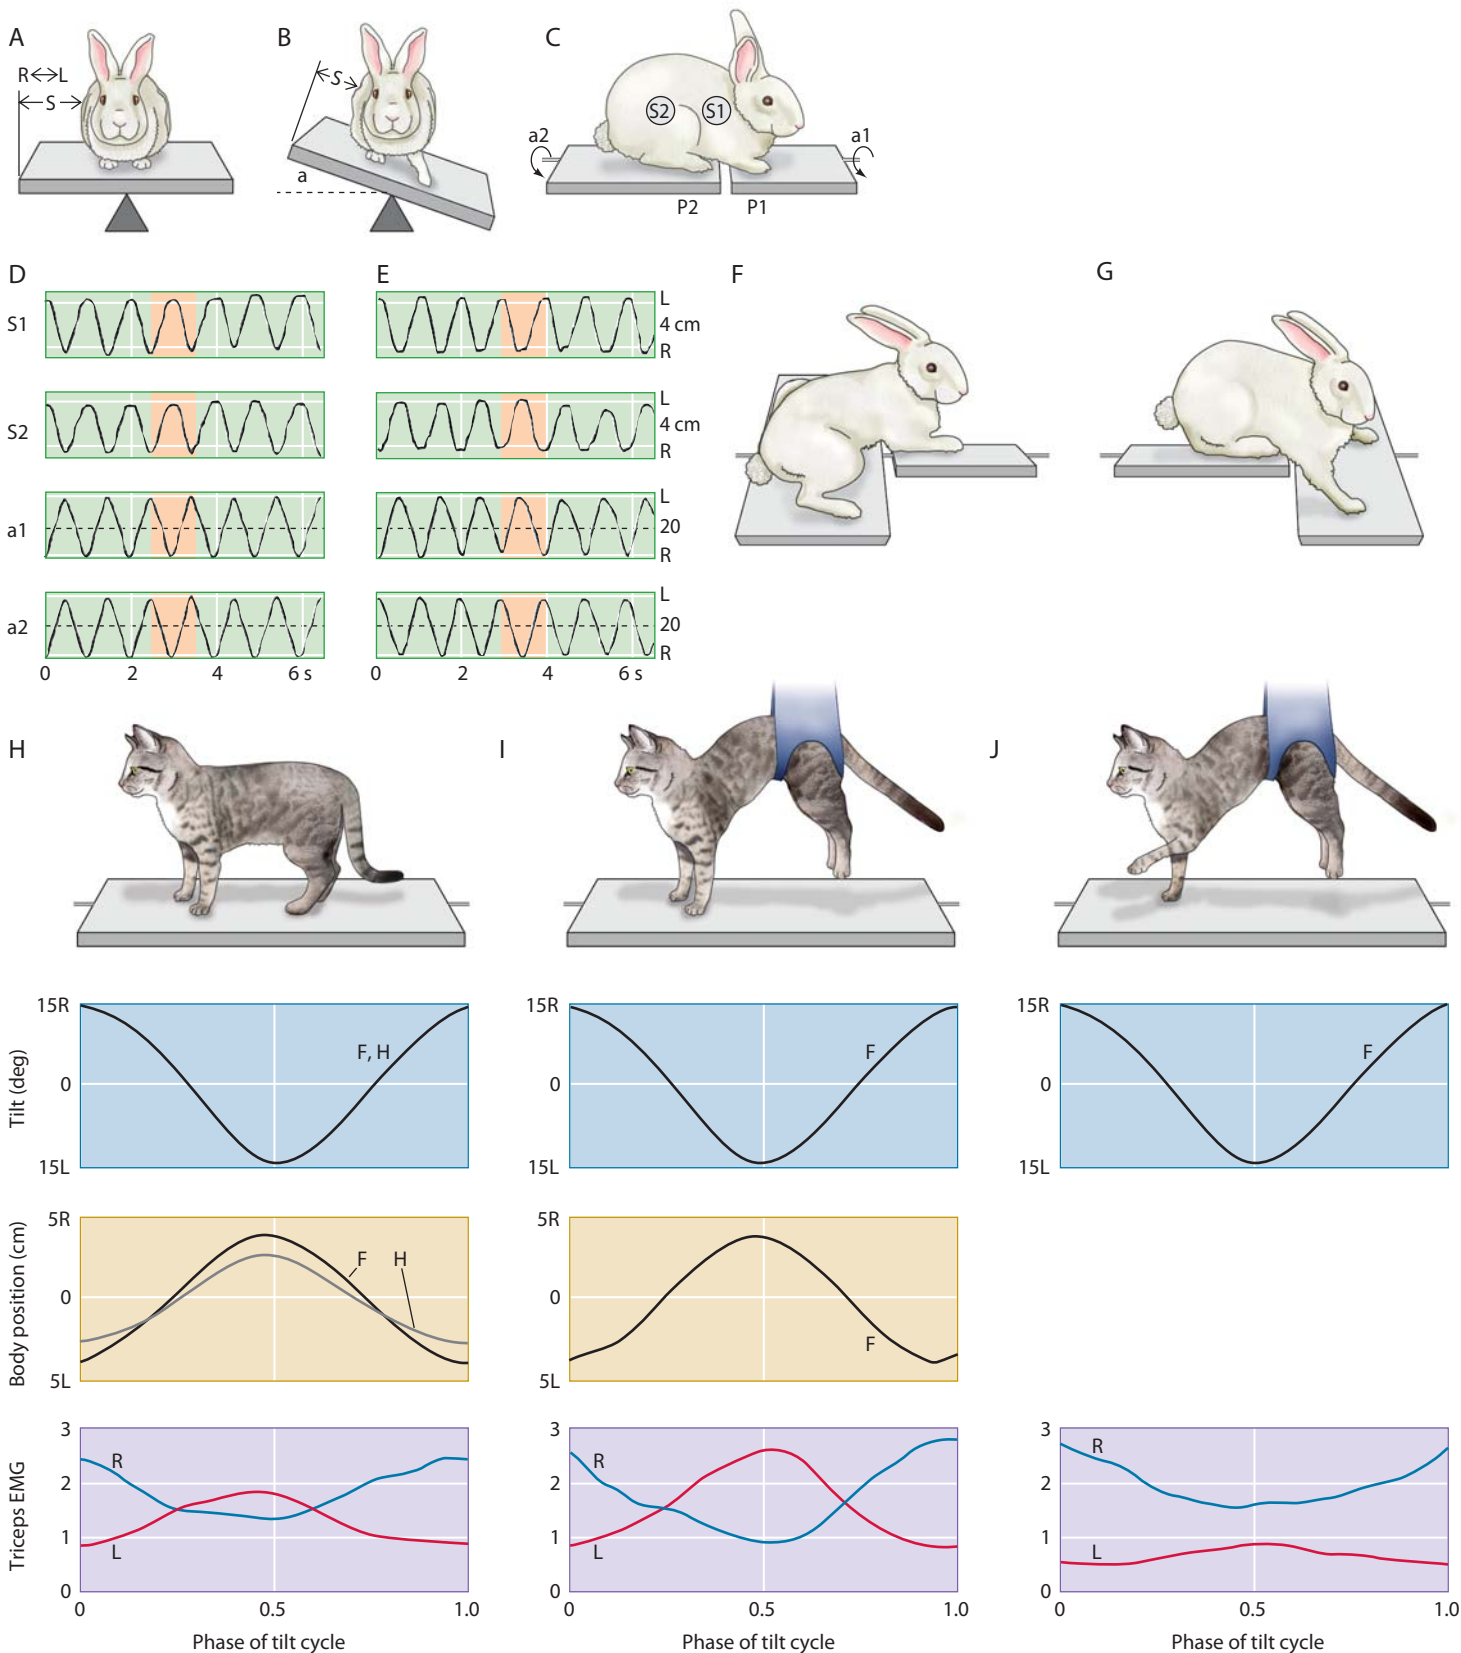 A
R↔L
S
B
S
a
C
S2
S1
a2
a1
P2
P1
D
E
F
G
S1
L
4 cm
R
S2
L
4 cm
R
a1
L
20
R
a2
L
20
R
0 2 4 6 s
0 2 4 6 s
H
I
J
Tilt (deg)
15R
0
15L
F, H
15R
0
15L
F
15R
0
15L
F
Body position (cm)
5R
0
5L
F H
5R
0
5L
F
Triceps EMG
3
2
1
0
R
L
0 0.5 1.0
Phase of tilt cycle
3
2
1
0
R
L
0 0.5 1.0
Phase of tilt cycle
3
2
1
0
R
L
0 0.5 1.0
Phase of tilt cycle